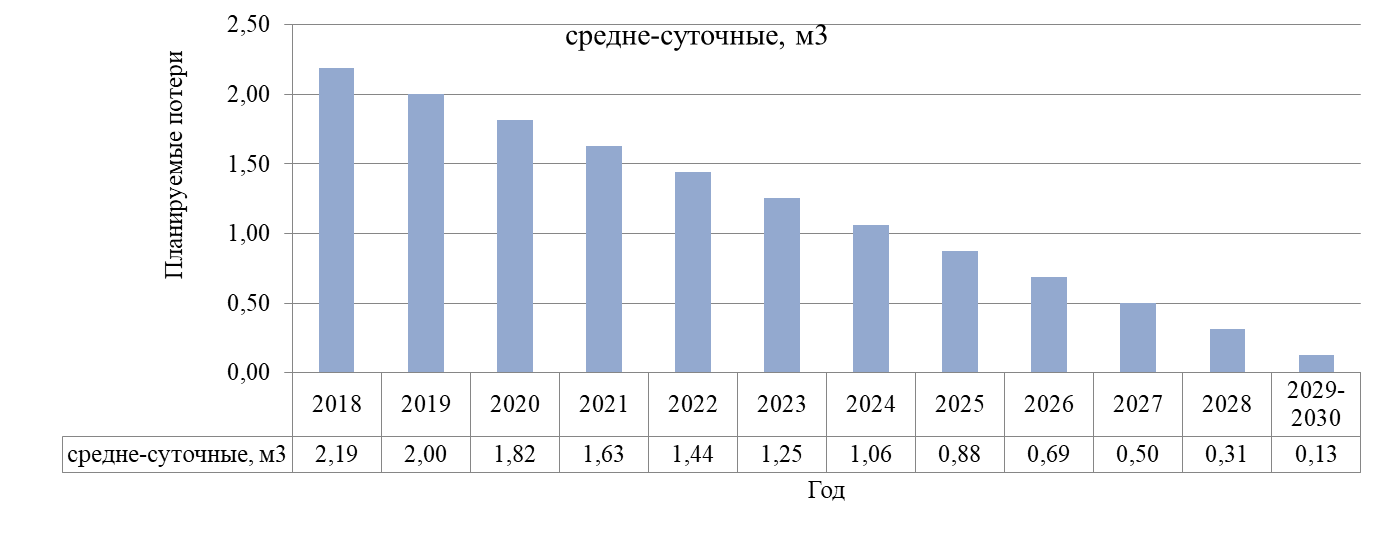 средне-суточные, м3
Планируемые потери
2,50
2,00
1,50
1,00
0,50
0,00
2018 2019 2020 2021 2022 2023 2024 2025 2026 2027 2028 2029-
2030
средне-суточные, м3 2,19 2,00 1,82 1,63 1,44 1,25 1,06 0,88 0,69 0,50 0,31 0,13
Год